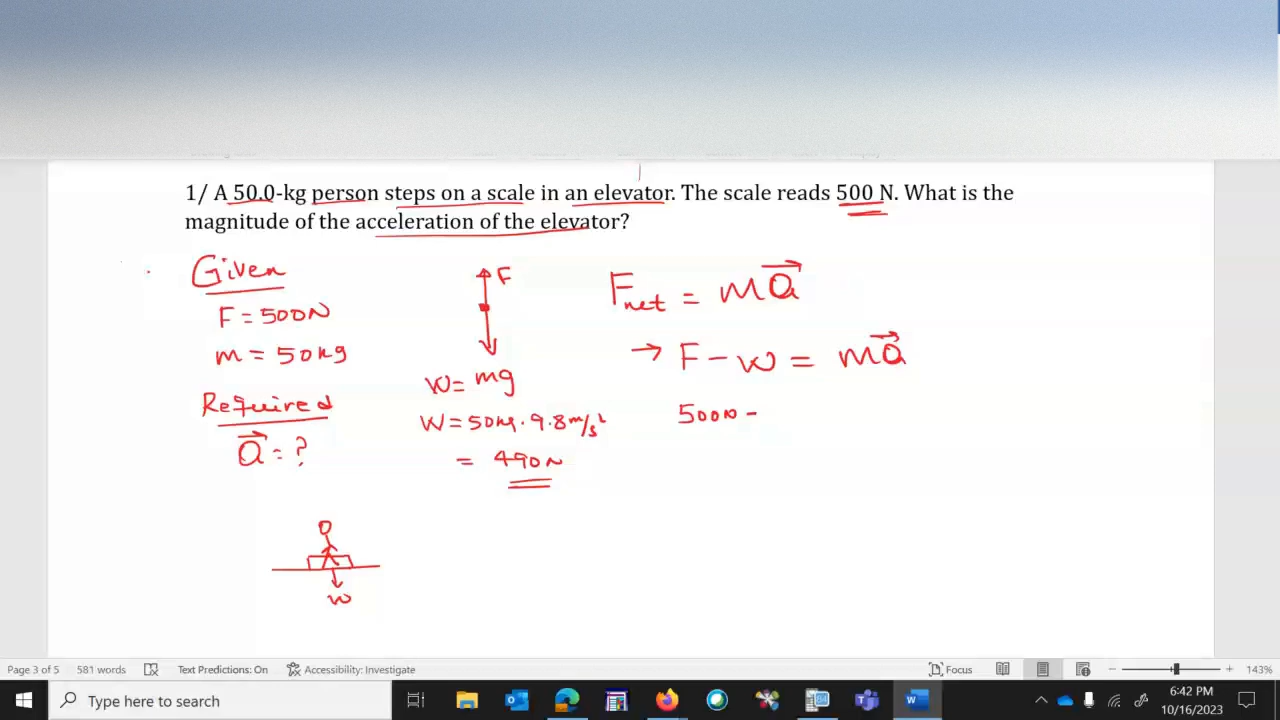 1/ A 50.0-kg person steps on a scale in an elevator. The scale reads 500 N. What is the
magnitude of the acceleration of the elevator?
Given
F = 500N
m = 50kg
Required
a = ?
F
W = mg
W = 50kg . 9.8 m/s²
= 490N
Fnet = ma
→ F - w = ma
500N -
w
Page 3 of 5
581 words
Text Predictions: On
Accessibility: Investigate
Focus
143%
Type here to search
6:42 PM
10/16/2023